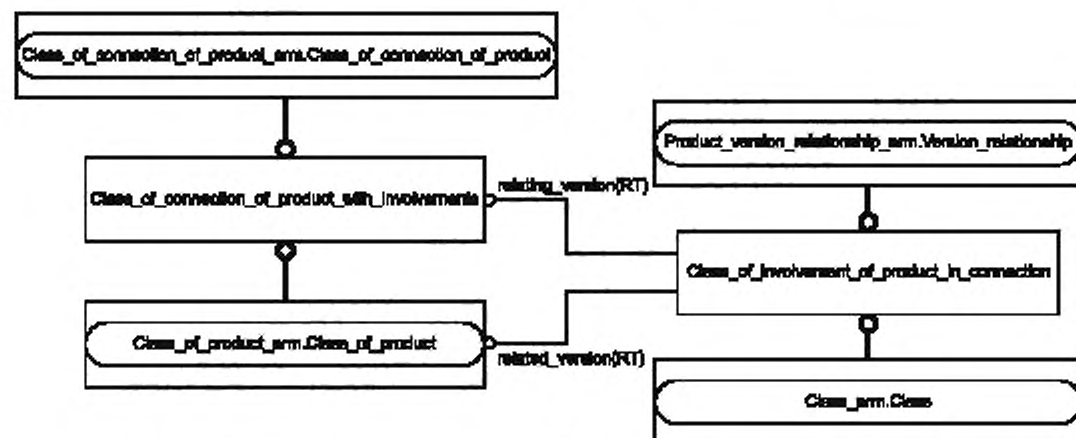 Class_of_connection_of_product_arm.Class_of_connection_of_product
Product_version_relationship_arm.Version_relationship
relating_version(RT)
Class_of_connection_of_product_with_involvements
Class_of_involvement_of_product_in_connection
Class_of_product_arm.Class_of_product
related_version(RT)
Class_arm.Class